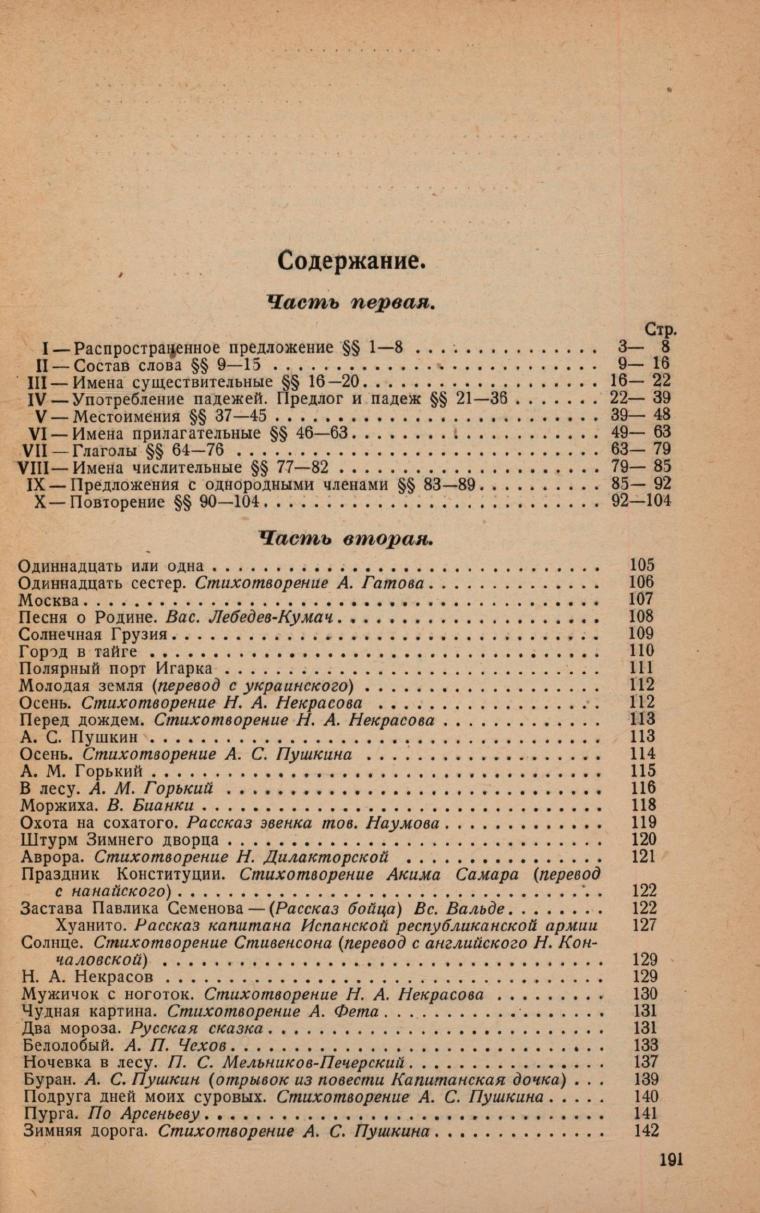 Содержание.
Часть первая.
Стр.
I — Распространенное предложение §§ 1—8 . . . . . . . . . . . . 3— 8
II — Состав слова §§ 9—15 . . . . . . . . . . . . . . . . . . . . . 9— 16
III — Имена существительные §§ 16—20. . . . . . . . . . . . . . . 16— 22
IV — Употребление падежей. Предлог и падеж §§ 21—36 . . . . . . . 22— 39
V — Местоимения §§ 37—45 . . . . . . . . . . . . . . . . . . . . . 39— 48
VI — Имена прилагательные §§ 46—63. . . . . . . . . . . . . . . . 49— 63
VII — Глаголы §§ 64—76 . . . . . . . . . . . . . . . . . . . . . . . 63— 79
VIII — Имена числительные §§ 77—82 . . . . . . . . . . . . . . . . . 79— 85
IX — Предложения с однородными членами §§ 83—89. . . . . . . . . . 85— 92
X — Повторение §§ 90—104. . . . . . . . . . . . . . . . . . . . . . 92—104
Часть вторая.
Одиннадцать или одна . . . . . . . . . . . . . . . . . . . . . . . 105
Одиннадцать сестер. Стихотворение А. Гатова. . . . . . . . . . . . 106
Москва. . . . . . . . . . . . . . . . . . . . . . . . . . . . . . . 107
Песня о Родине. Вас. Лебедев-Кумач. . . . . . . . . . . . . . . . . 108
Солнечная Грузия. . . . . . . . . . . . . . . . . . . . . . . . . . 109
Город в тайге . . . . . . . . . . . . . . . . . . . . . . . . . . . 110
Полярный порт Игарка . . . . . . . . . . . . . . . . . . . . . . . 111
Молодая земля (перевод с украинского) . . . . . . . . . . . . . . . 112
Осень. Стихотворение Н. А. Некрасова . . . . . . . . . . . . . . . 112
Перед дождем. Стихотворение Н. А. Некрасова . . . . . . . . . . . . 113
А. С. Пушкин . . . . . . . . . . . . . . . . . . . . . . . . . . . 113
Осень. Стихотворение А. С. Пушкина . . . . . . . . . . . . . . . . 114
А. М. Горький . . . . . . . . . . . . . . . . . . . . . . . . . . . 115
В лесу. А. М. Горький . . . . . . . . . . . . . . . . . . . . . . . 116
Моржиха. В. Бианки . . . . . . . . . . . . . . . . . . . . . . . . 118
Охота на сохатого. Рассказ эвенка тов. Наумова . . . . . . . . . . 119
Штурм Зимнего дворца . . . . . . . . . . . . . . . . . . . . . . . 120
Аврора. Стихотворение Н. Дилакторской . . . . . . . . . . . . . . . 121
Праздник Конституции. Стихотворение Акима Самара (перевод
с нанайского) . . . . . . . . . . . . . . . . . . . . . . . . . . . 122
Застава Павлика Семенова — (Рассказ бойца) Вс. Вальде. . . . . . . . 122
Хуанито. Рассказ капитана Испанской республиканской армии 127
Солнце. Стихотворение Стивенсона (перевод с английского Н. Кон-
чаловской) . . . . . . . . . . . . . . . . . . . . . . . . . . . . 129
Н. А. Некрасов . . . . . . . . . . . . . . . . . . . . . . . . . . 129
Мужичок с ноготок. Стихотворение Н. А. Некрасова . . . . . . . . . 130
Чудная картина. Стихотворение А. Фета . . . . . . . . . . . . . . . 131
Два мороза. Русская сказка. . . . . . . . . . . . . . . . . . . . . 131
Белолобый. А. П. Чехов. . . . . . . . . . . . . . . . . . . . . . . 133
Ночевка в лесу. П. С. Мельников-Печерский. . . . . . . . . . . . . 137
Буран. А. С. Пушкин (отрывок из повести Капитанская дочка) . . . 139
Подруга дней моих суровых. Стихотворение А. С. Пушкина . . . . . 140
Пурга. По Арсеньеву . . . . . . . . . . . . . . . . . . . . . . . . 141
Зимняя дорога. Стихотворение А. С. Пушкина . . . . . . . . . . . . 142
191